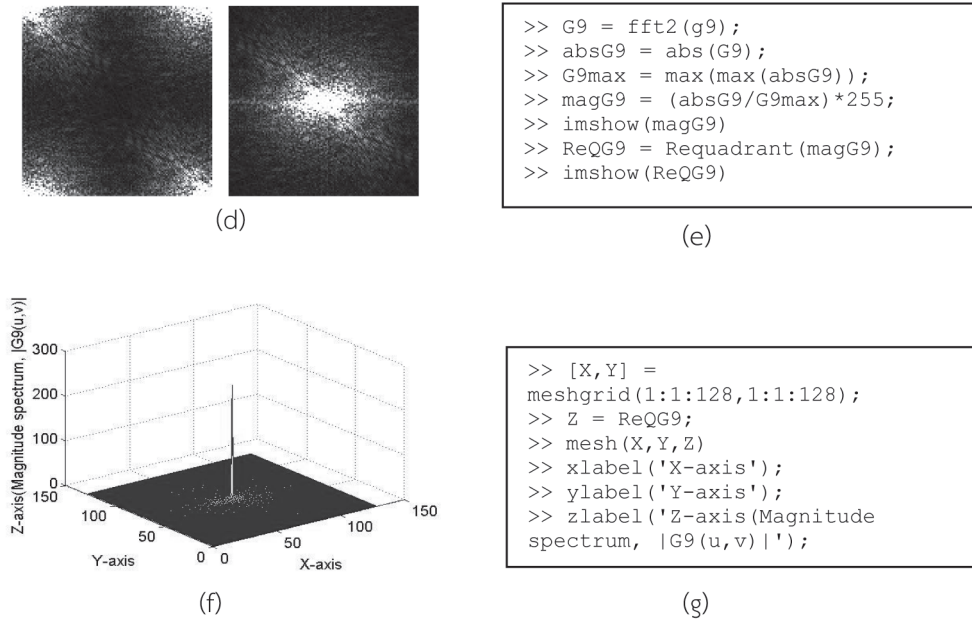 >> G9 = fft2(g9);
>> absG9 = abs(G9);
>> G9max = max(max(absG9));
>> magG9 = (absG9/G9max)*255;
>> imshow(magG9)
>> ReQG9 = Requadrant(magG9);
>> imshow(ReQG9)
(d)
(e)
Z-axis(Magnitude spectrum, |G9(u,v)|
300
200
100
0
150
100
50
0
0
50
100
150
Y-axis
X-axis
>> [X,Y] =
meshgrid(1:1:128,1:1:128);
>> Z = ReQG9;
>> mesh(X,Y,Z)
>> xlabel('X-axis');
>> ylabel('Y-axis');
>> zlabel('Z-axis(Magnitude
spectrum, |G9(u,v)|');
(f)
(g)